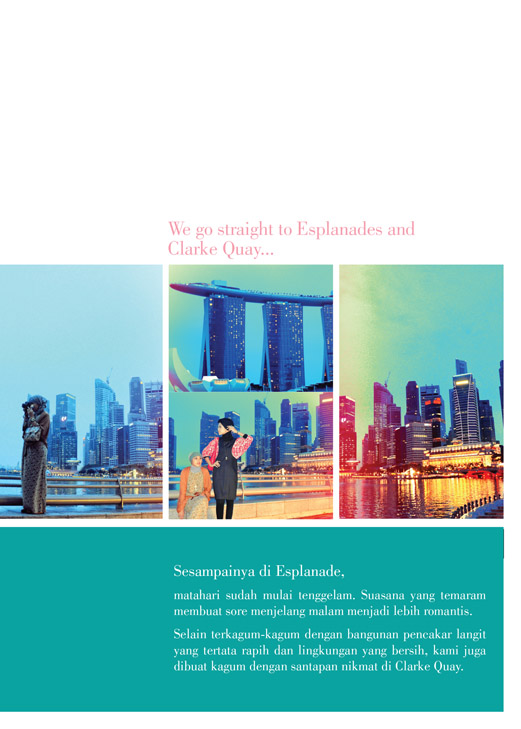 We go straight to Esplanades and
Clarke Quay...
Sesampainya di Esplanade,
matahari sudah mulai tenggelam. Suasana yang temaram
membuat sore menjelang malam menjadi lebih romantis.
Selain terkagum-kagum dengan bangunan pencakar langit
yang tertata rapih dan lingkungan yang bersih, kami juga
dibuat kagum dengan santapan nikmat di Clarke Quay.